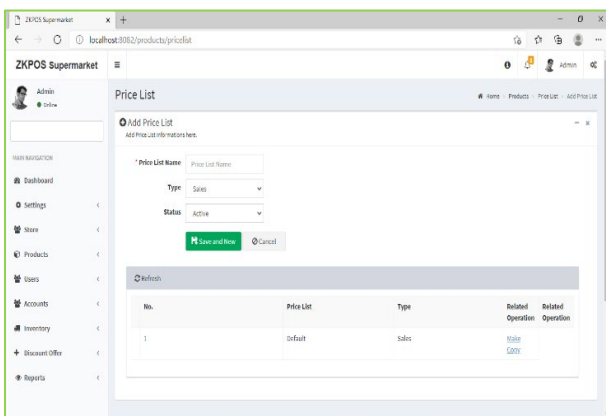 ZKPOS Supermarket
localhost:8082/products/pricelist
ZKPOS Supermarket
Admin
Admin
Online
Price List
Home - Products - Price List - Add Price List
Add Price List
Add Price List Informations here.
* Price List Name
Price List Name
Type
Sales
Status
Active
Save and New
Cancel
MAIN NAVIGATION
Dashboard
Settings
Store
Products
Users
Accounts
Inventory
Discount Offer
Reports
Refresh
No. Price List Type Related Operation Related Operation
1 Default Sales Make Copy